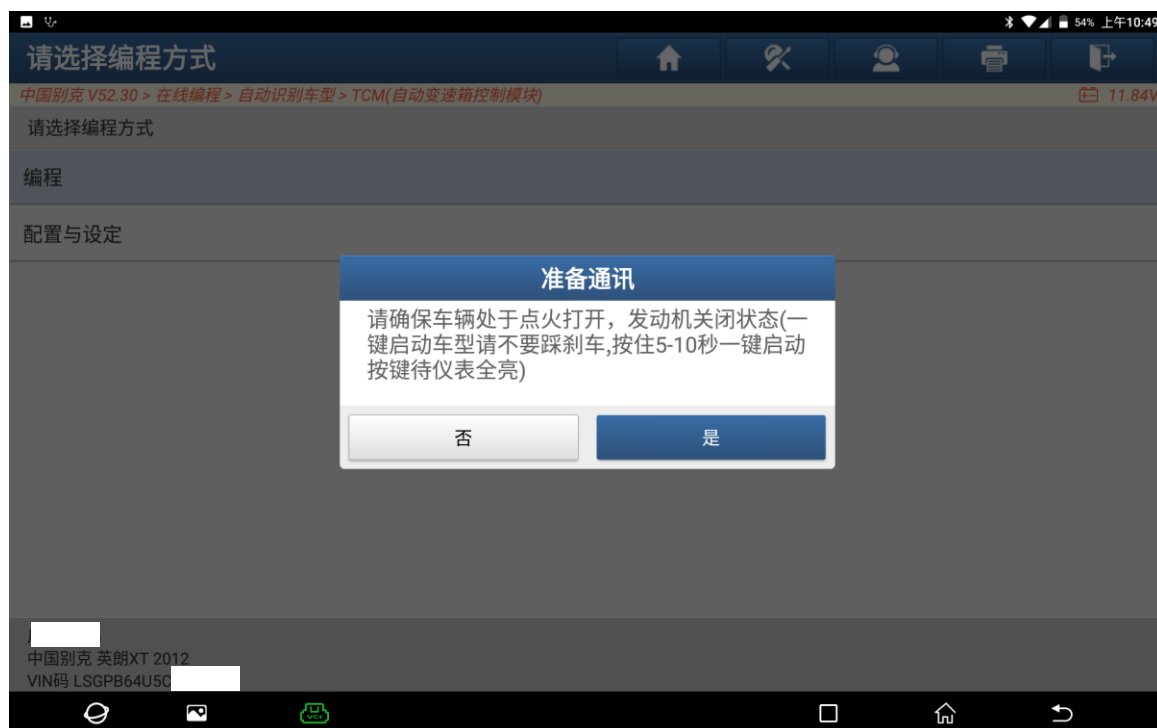 54% 上午10:49
请选择编程方式
中国别克 V52.30 > 在线编程 > 自动识别车型 > TCM(自动变速箱控制模块)
11.84V
请选择编程方式
编程
配置与设定
准备通讯
请确保车辆处于点火打开，发动机关闭状态(一
键启动车型请不要踩刹车,按住5-10秒一键启动
按键待仪表全亮)
否
是
中国别克 英朗XT 2012
VIN码 LSGPB64U5C
VCI